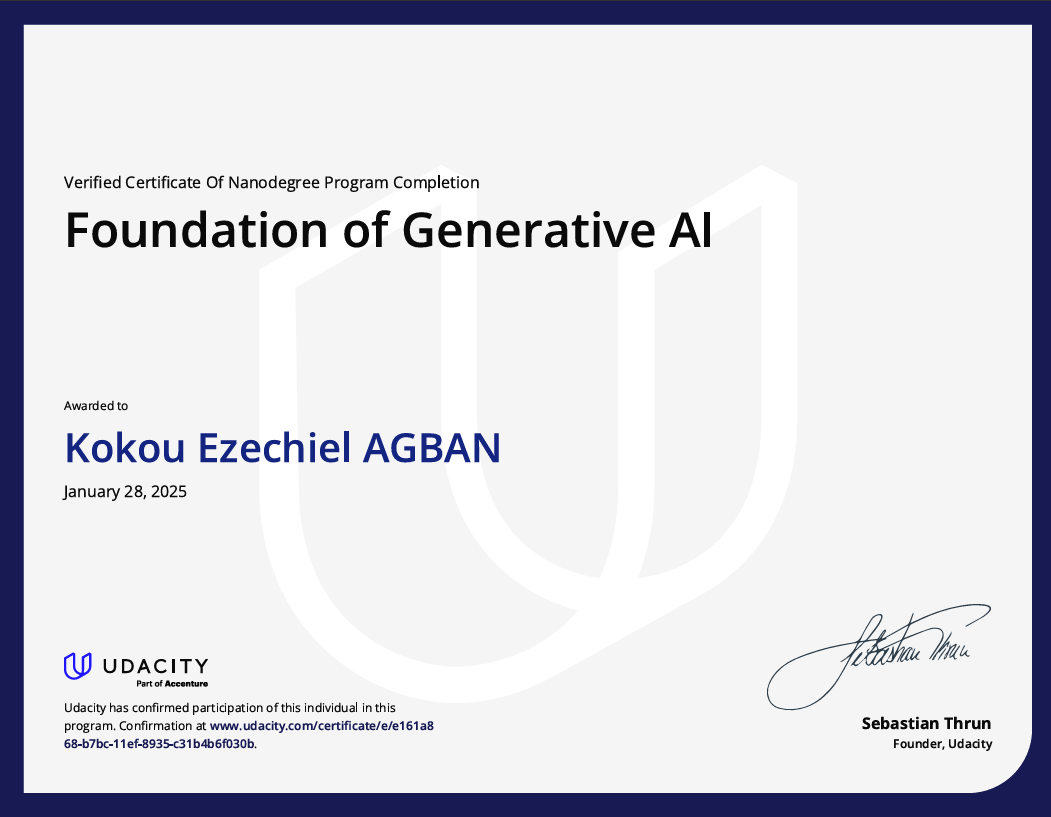 Verified Certificate Of Nanodegree Program Completion
Foundation of Generative AI
Awarded to
Kokou Ezechiel AGBAN
January 28, 2025
UDACITY
Part of Accenture
Udacity has confirmed participation of this individual in this
program. Confirmation at www.udacity.com/certificate/e/e161a8
68-b7bc-11ef-8935-c31b4b6f030b.
Sebastian Thrun
Sebastian Thrun
Founder, Udacity